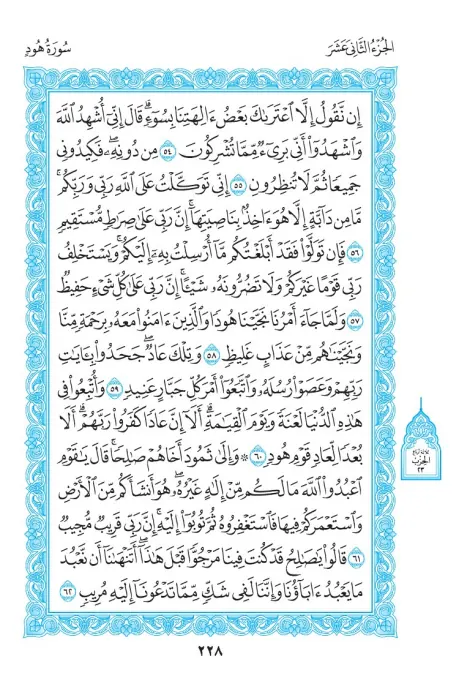 الجُزْءُ الثَّانِي عَشَرَ
سُورَةُ هُودٍ
إِن نَّقُولُ إِلَّا ٱعْتَرَىٰكَ بَعْضُ ءَالِهَتِنَا بِسُوٓءٍۗ قَالَ إِنِّيٓ أُشْهِدُ ٱللَّهَ
وَٱشْهَدُوٓا۟ أَنِّي بَرِيٓءٌ مِّمَّا تُشْرِكُونَ ٥٤ مِن دُونِهِۦۖ فَكِيدُونِي
جَمِيعًا ثُمَّ لَا تُنظِرُونِ ٥٥ إِنِّي تَوَكَّلْتُ عَلَى ٱللَّهِ رَبِّي وَرَبِّكُمۚ
مَّا مِن دَآبَّةٍ إِلَّا هُوَ ءَاخِذٌۢ بِنَاصِيَتِهَآۚ إِنَّ رَبِّي عَلَىٰ صِرَٰطٍ مُّسْتَقِيمٍ
٥٦ فَإِن تَوَلَّوْا۟ فَقَدْ أَبْلَغْتُكُم مَّآ أُرْسِلْتُ بِهِۦٓ إِلَيْكُمْۚ وَيَسْتَخْلِفُ
رَبِّي قَوْمًا غَيْرَكُمْ وَلَا تَضُرُّونَهُۥ شَيْـًٔاۚ إِنَّ رَبِّي عَلَىٰ كُلِّ شَيْءٍ حَفِيظٌ
٥٧ وَلَمَّا جَآءَ أَمْرُنَا نَجَّيْنَا هُودًا وَٱلَّذِينَ ءَامَنُوا۟ مَعَهُۥ بِرَحْمَةٍ مِّنَّا
وَنَجَّيْنَٰهُم مِّنْ عَذَابٍ غَلِيظٍ ٥٨ وَتِلْكَ عَادٌۖ جَحَدُوا۟ بِـَٔايَٰتِ
رَبِّهِمْ وَعَصَوْا۟ رُسُلَهُۥ وَٱتَّبَعُوٓا۟ أَمْرَ كُلِّ جَبَّارٍ عَنِيدٍ ٥٩ وَأُتْبِعُوا۟ فِي
هَٰذِهِ ٱلدُّنْيَا لَعْنَةً وَيَوْمَ ٱلْقِيَٰمَةِۗ أَلَآ إِنَّ عَادًا كَفَرُوا۟ رَبَّهُمْۗ أَلَا
بُعْدًا لِّعَادٍ قَوْمِ هُودٍ ٦٠ ۞ وَإِلَىٰ ثَمُودَ أَخَاهُمْ صَٰلِحًاۚ قَالَ يَٰقَوْمِ
ٱعْبُدُوا۟ ٱللَّهَ مَا لَكُم مِّنْ إِلَٰهٍ غَيْرُهُۥۖ هُوَ أَنشَأَكُم مِّنَ ٱلْأَرْضِ
وَٱسْتَعْمَرَكُمْ فِيهَا فَٱسْتَغْفِرُوهُ ثُمَّ تُوبُوٓا۟ إِلَيْهِۚ إِنَّ رَبِّي قَرِيبٌ مُّجِيبٌ
٦١ قَالُوا۟ يَٰصَٰلِحُ قَدْ كُنتَ فِينَا مَرْجُوًّا قَبْلَ هَٰذَآۖ أَتَنْهَىٰنَآ أَن نَّعْبُدَ
مَا يَعْبُدُ ءَابَآؤُنَا وَإِنَّنَا لَفِي شَكٍّ مِّمَّا تَدْعُونَآ إِلَيْهِ مُرِيبٍ ٦٢
الحِزْب
٢٣
٢٢٨